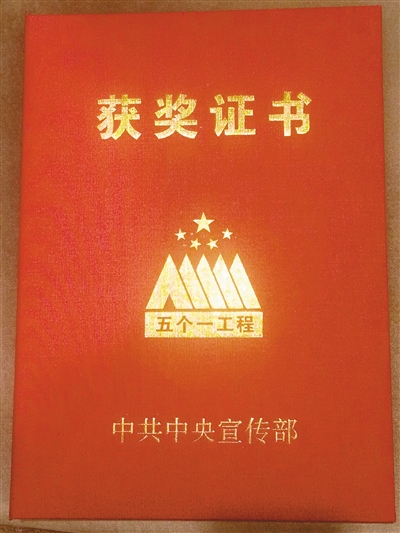 获奖证书
五个一工程
中共中央宣传部